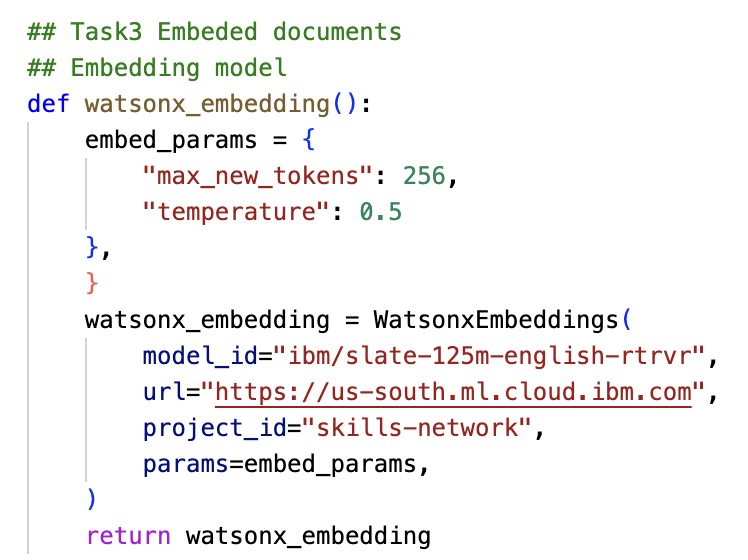 ## Task3 Embeded documents
## Embedding model
def watsonx_embedding():
    embed_params = {
        "max_new_tokens": 256,
        "temperature": 0.5
    },
    }
    watsonx_embedding = WatsonxEmbeddings(
        model_id="ibm/slate-125m-english-rtrvr",
        url="https://us-south.ml.cloud.ibm.com",
        project_id="skills-network",
        params=embed_params,
    )
    return watsonx_embedding